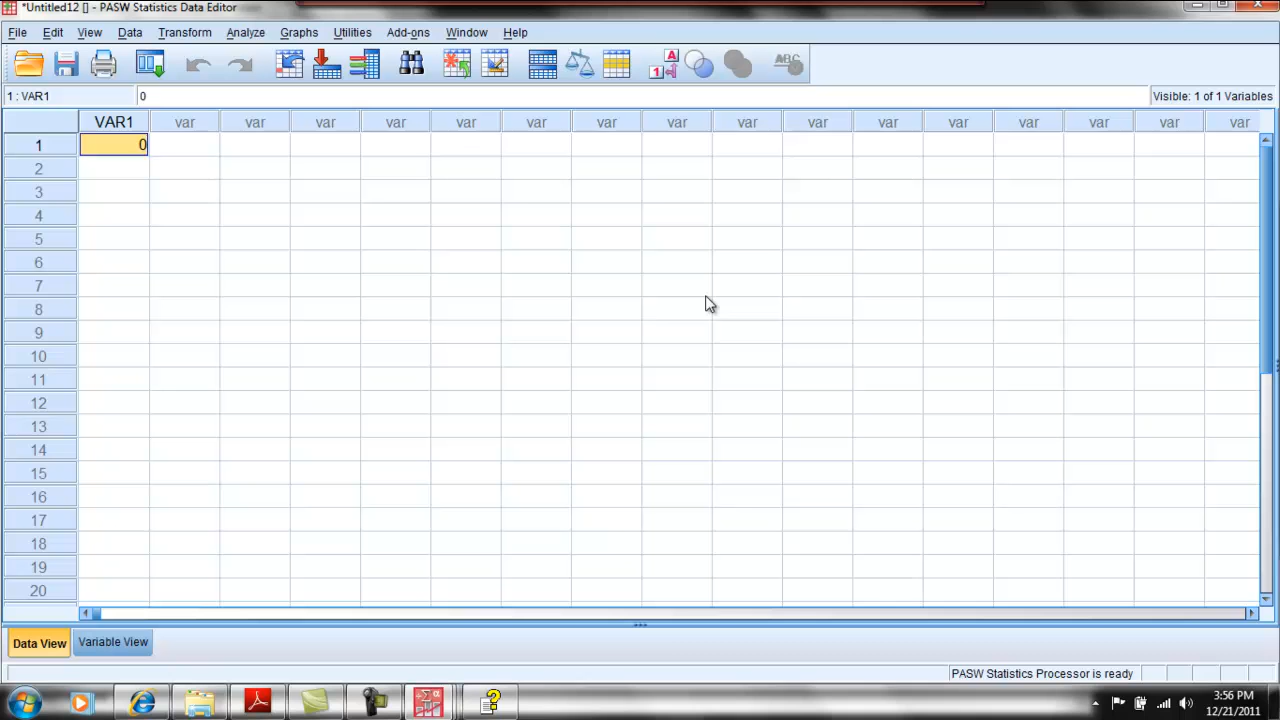 *Untitled12 [] - PASW Statistics Data Editor
File Edit View Data Transform Analyze Graphs Utilities Add-ons Window Help
1 A ABC
1 : VAR1 0 Visible: 1 of 1 Variables
VAR1 var var var var var var var var var var var var var var var var
1 0
2
3
4
5
6
7
8
9
10
11
12
13
14
15
16
17
18
19
20
Data View Variable View
PASW Statistics Processor is ready
Σα ?
3:56 PM
12/21/2011